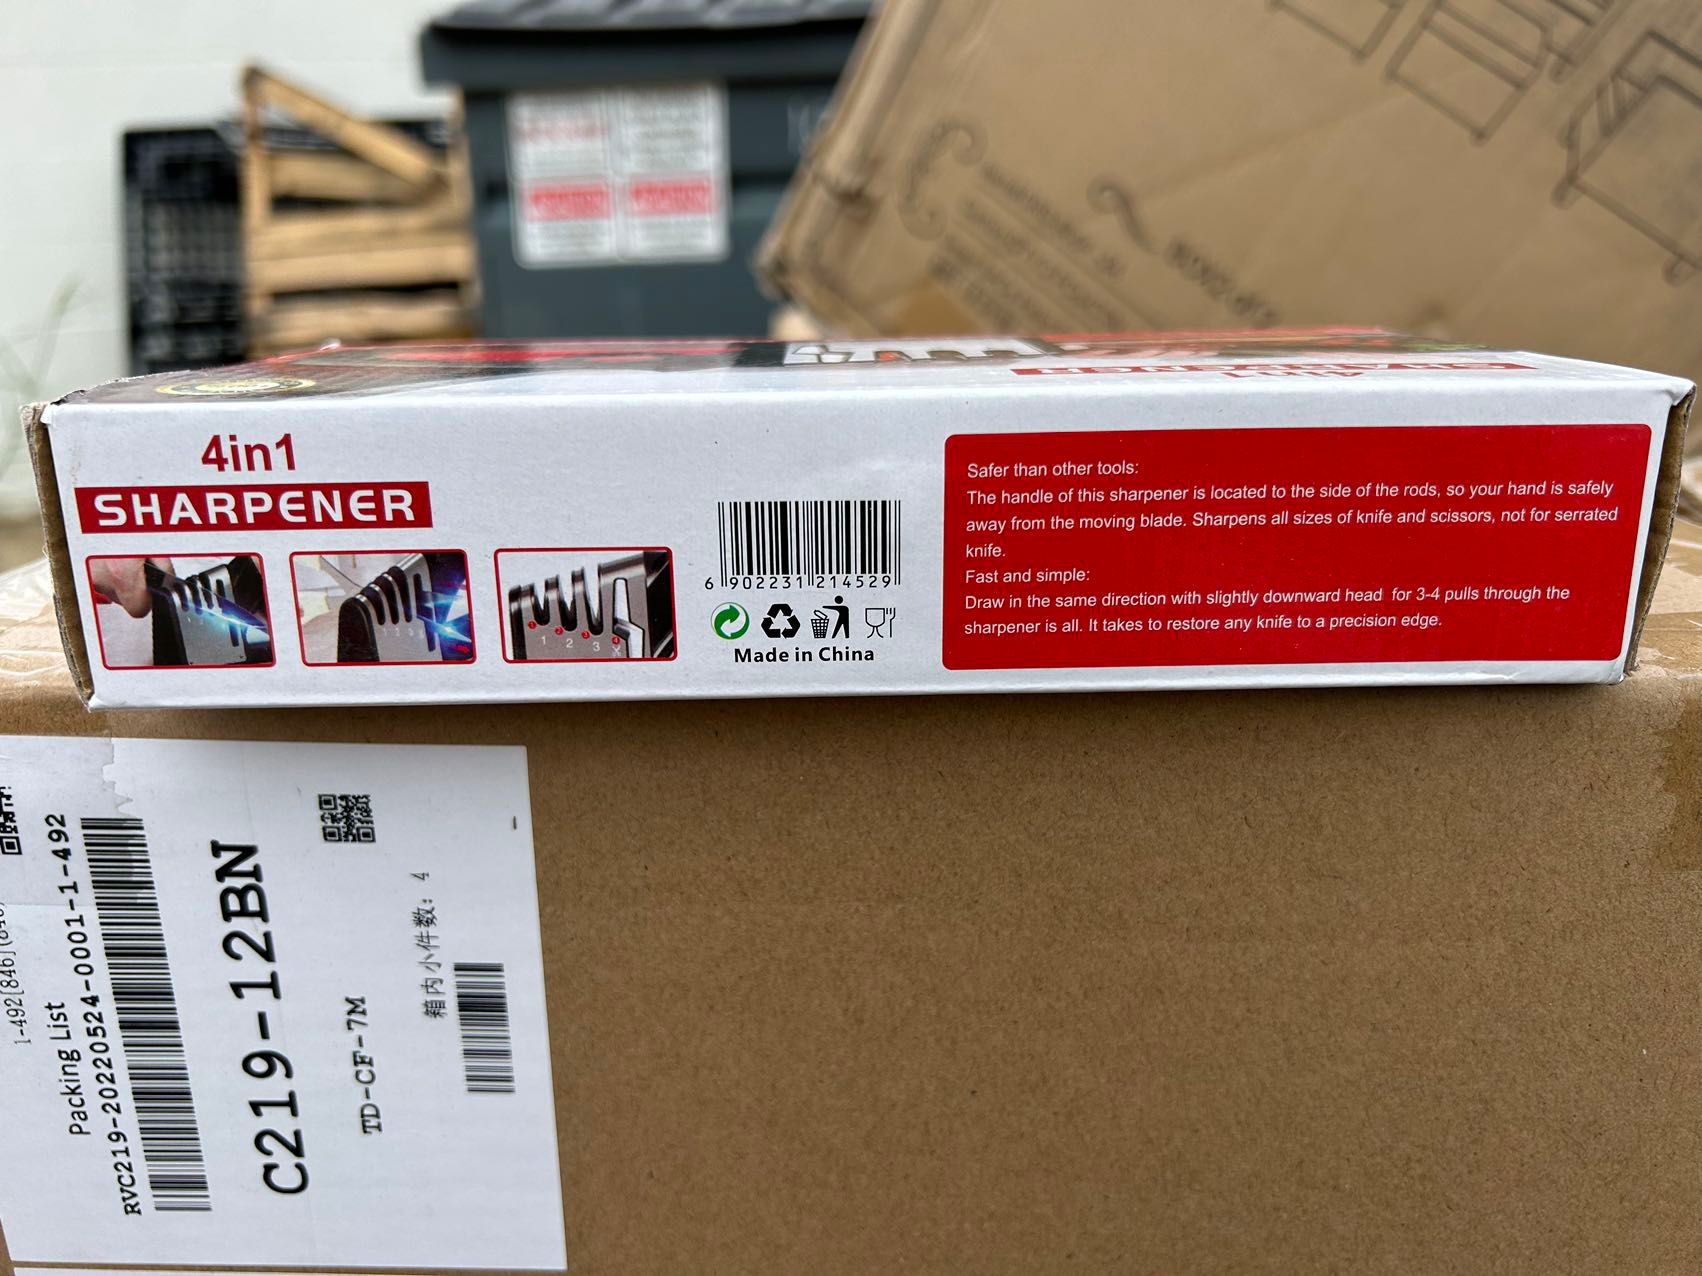 4in1
SHARPENER
1 2 3
6 902231 214529
Made in China
Safer than other tools:
The handle of this sharpener is located to the side of the rods, so your hand is safely
away from the moving blade. Sharpens all sizes of knife and scissors, not for serrated
knife.
Fast and simple:
Draw in the same direction with slightly downward head for 3-4 pulls through the
sharpener is all. It takes to restore any knife to a precision edge.
Packing List
RVC219-20220524-0001-1-1-492
C219-12BN
TD-CF-7M
箱内小件数: 4